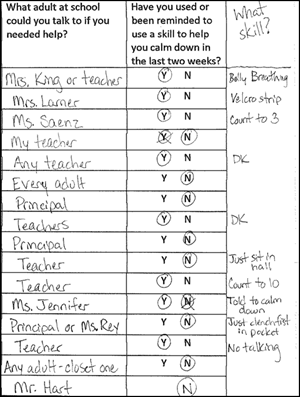 What adult at school could you talk to if you needed help? Have you used or been reminded to use a skill to help you calm down in the last two weeks? What skill?
Mrs. King or teacher Y N Belly Breathing
Mrs. Larner Y N Velcro strip
Ms. Saenz Y N Count to 3
My teacher Y N
Any teacher Y N DK
Every adult Y N
Principal Y N
Teachers Y N DK
Principal Y N
Teacher Y N Just sit in hall
Teacher Y N Count to 10
Ms. Jennifer Y N Told to calm down
Principal or Ms. Rey Y N Just clench fist in pocket
Teacher Y N No talking
Any adult-closet one Y N
Mr. Hart N